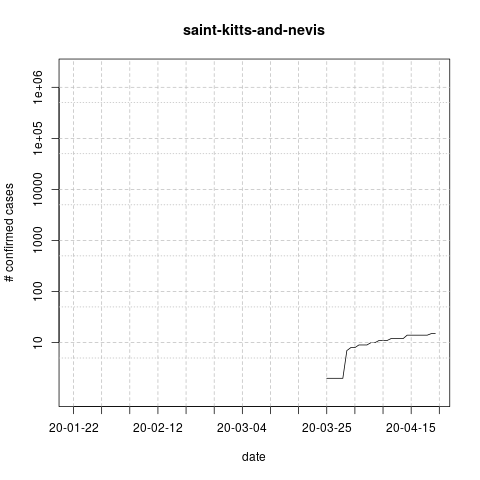 saint-kitts-and-nevis
# confirmed cases
1e+06
1e+05
10000
1000
100
10
20-01-22
20-02-12
20-03-04
20-03-25
20-04-15
date